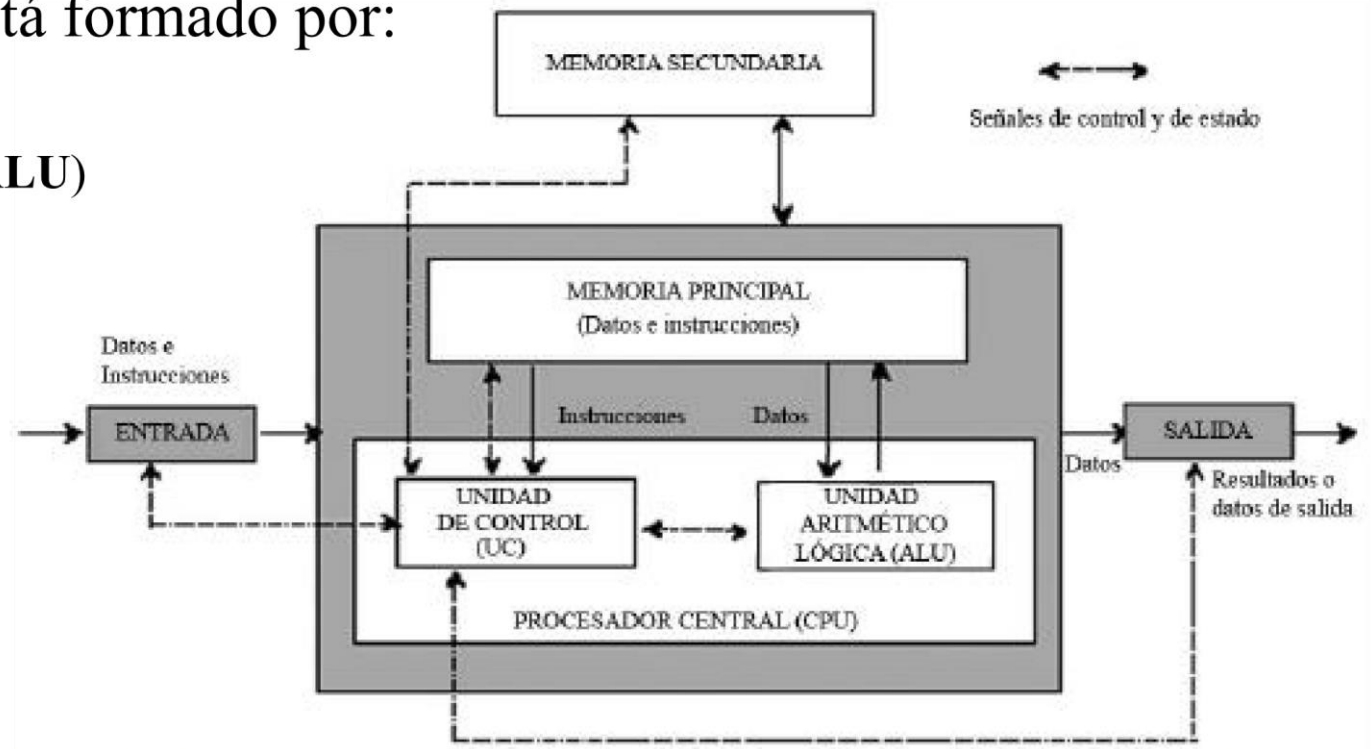 tá formado por:
LU)
MEMORIA SECUNDARIA
Señales de control y de estado
MEMORIA PRINCIPAL
(Datos e instrucciones)
Datos e
Instrucciones
ENTRADA
Instrucciones
Datos
SALIDA
Datos
Resultados o
datos de salida
UNIDAD
DE CONTROL
(UC)
UNIDAD
ARITMÉTICO
LÓGICA (ALU)
PROCESADOR CENTRAL (CPU)